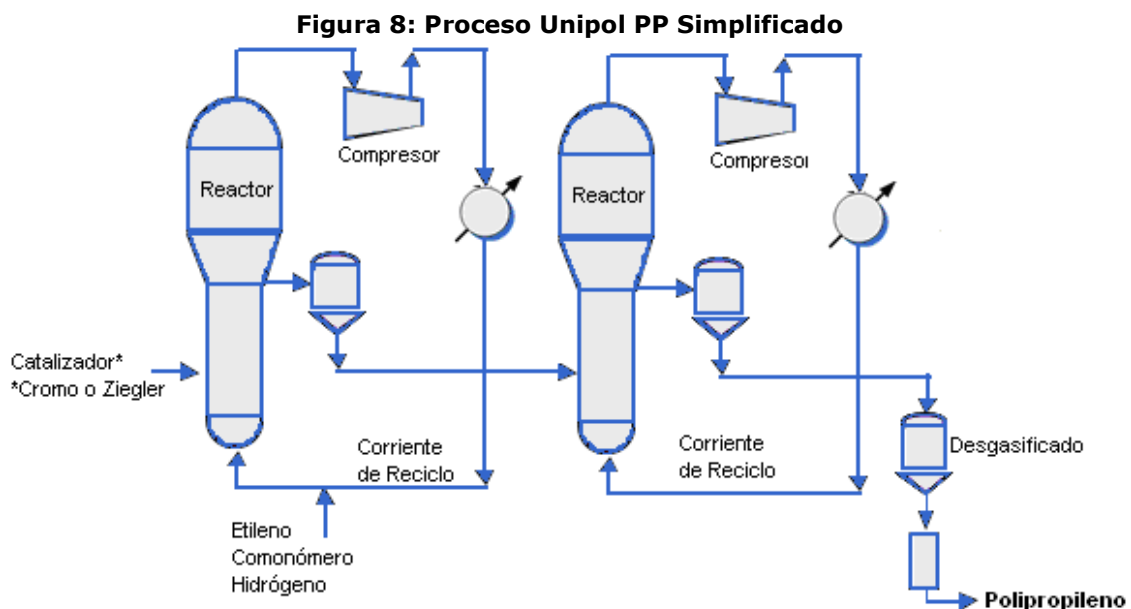 Figura 8: Proceso Unipol PP Simplificado
Compresor
Compresor
Reactor
Reactor
Catalizador*
*Cromo o Ziegler
Corriente
de Reciclo
Corriente
de Reciclo
Desgasificado
Etileno
Comonómero
Hidrógeno
Polipropileno